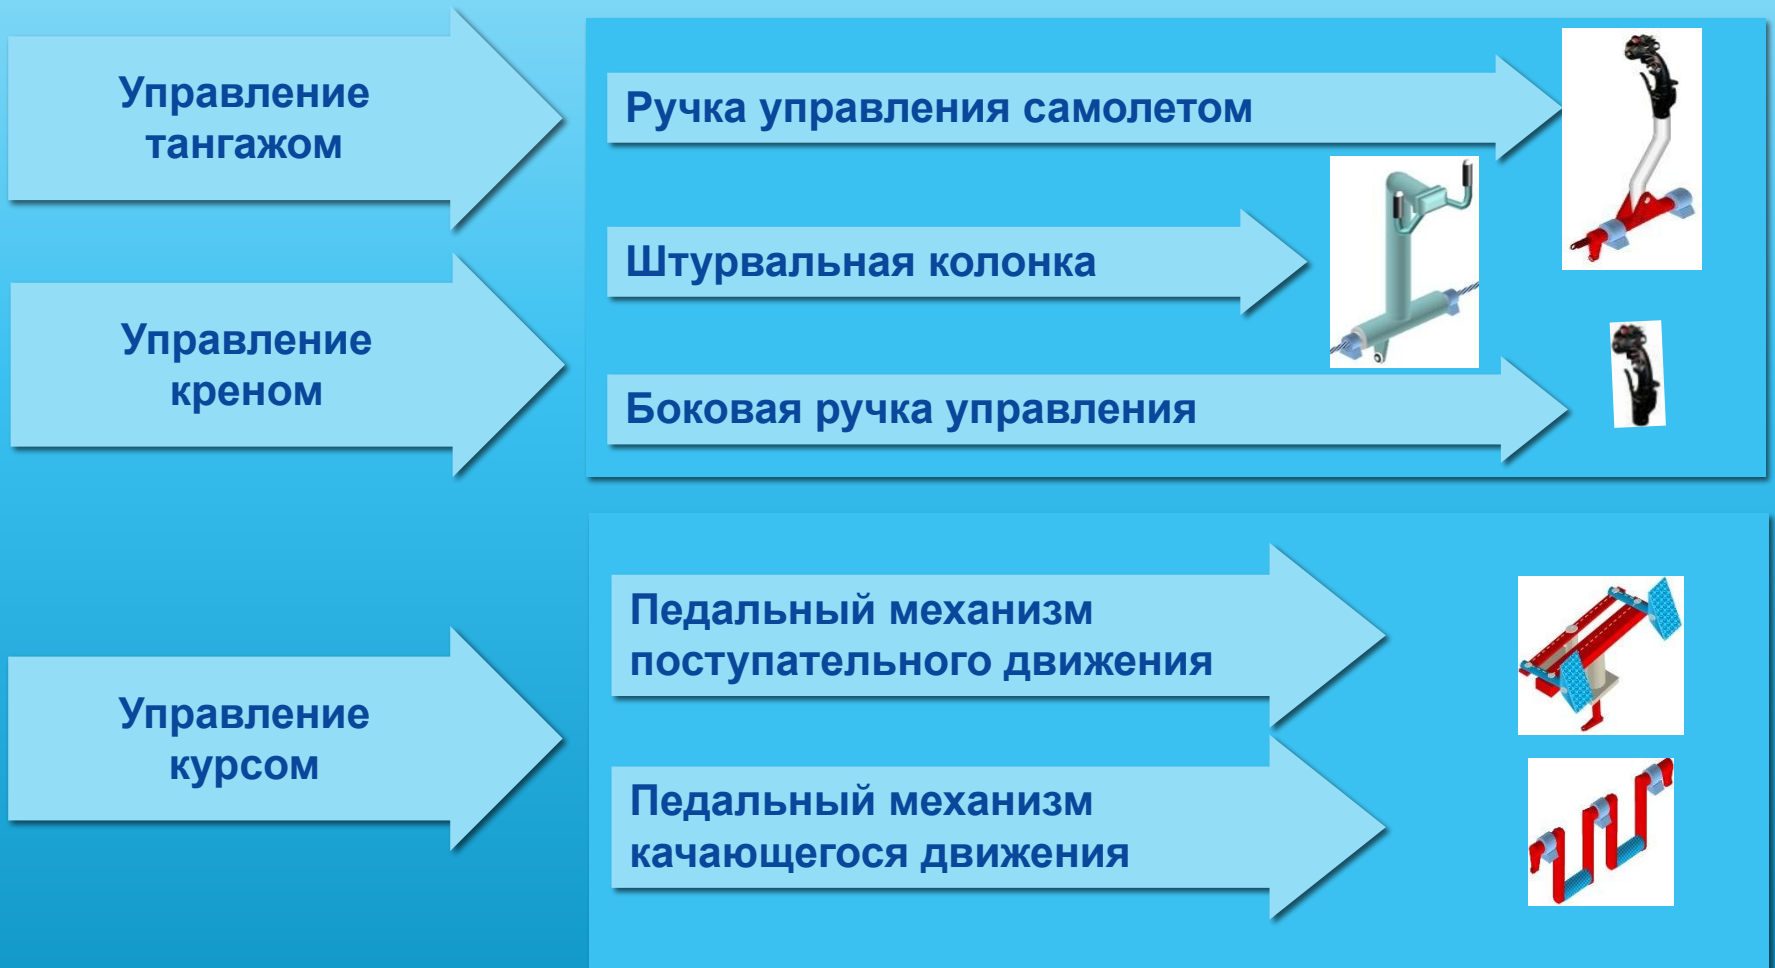 Управление
тангажом
Ручка управления самолетом
Штурвальная колонка
Управление
креном
Боковая ручка управления
Управление
курсом
Педальный механизм
поступательного движения
Педальный механизм
качающегося движения